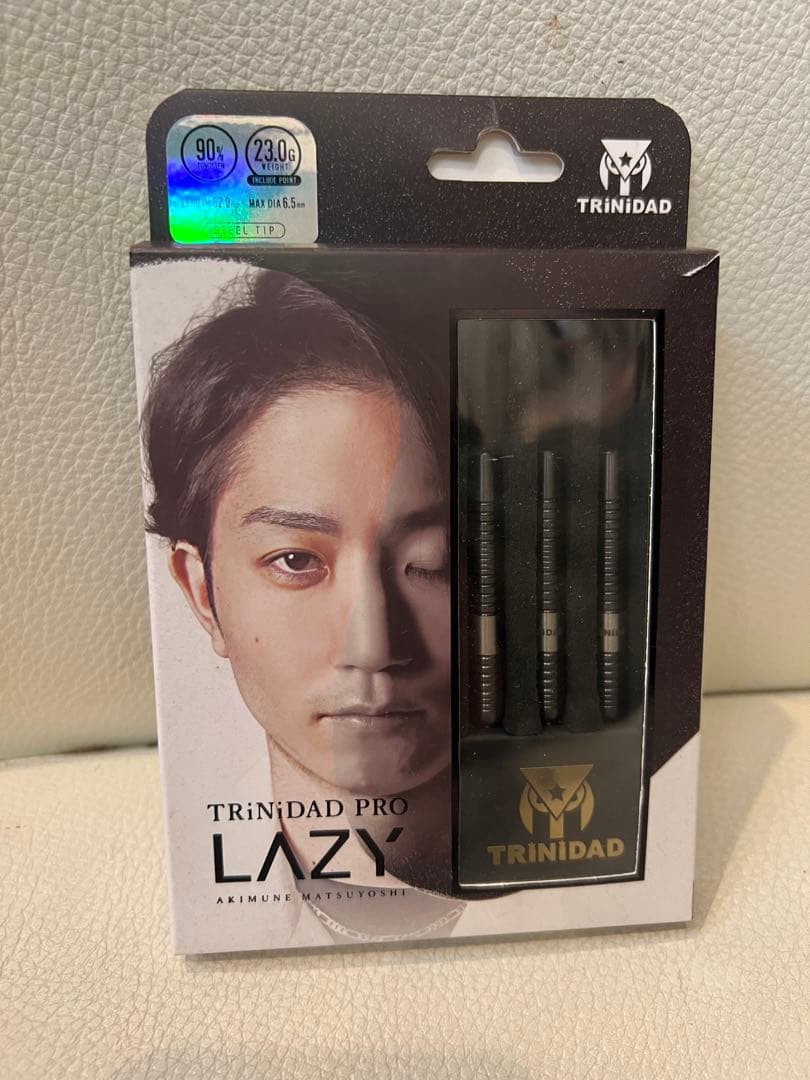 90%
TUNGSTEN
23.0G
WEIGHT
INCLUDE POINT
MAX DIA 6.5mm
STEEL TIP
TRiNiDAD
TRiNiDAD
TRiNiDAD PRO
LAZY
AKIMUNE MATSUYOSHI